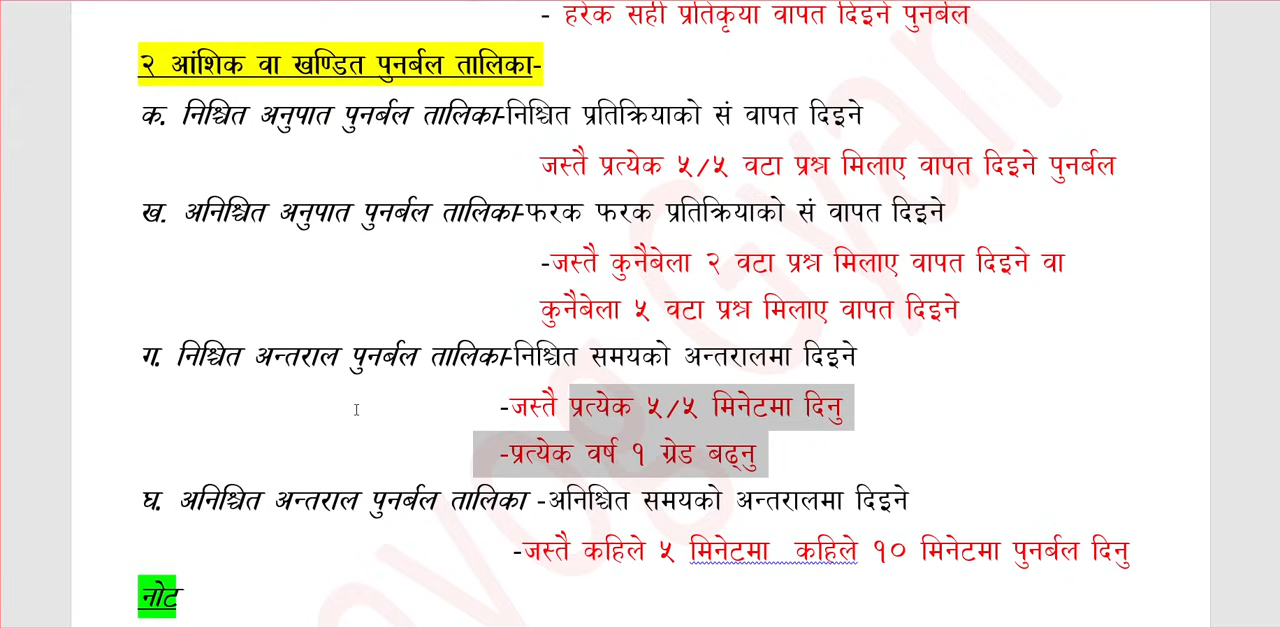 - हरेक सही प्रतिकृया वापत दिइने पुनर्बल
२ आंशिक वा खण्डित पुनर्बल तालिका-
क. निश्चित अनुपात पुनर्बल तालिका-निश्चित प्रतिक्रियाको सं वापत दिइने
जस्तै प्रत्येक ५/५ वटा प्रश्न मिलाए वापत दिइने पुनर्बल
ख. अनिश्चित अनुपात पुनर्बल तालिका-फरक फरक प्रतिक्रियाको सं वापत दिइने
-जस्तै कुनैबेला २ वटा प्रश्न मिलाए वापत दिइने वा
कुनैबेला ५ वटा प्रश्न मिलाए वापत दिइने
ग. निश्चित अन्तराल पुनर्बल तालिका-निश्चित समयको अन्तरालमा दिइने
-जस्तै प्रत्येक ५/५ मिनेटमा दिनु
-प्रत्येक वर्ष १ ग्रेड बढ्नु
घ. अनिश्चित अन्तराल पुनर्बल तालिका -अनिश्चित समयको अन्तरालमा दिइने
-जस्तै कहिले ५ मिनेटमा कहिले १० मिनेटमा पुनर्बल दिनु
नोट